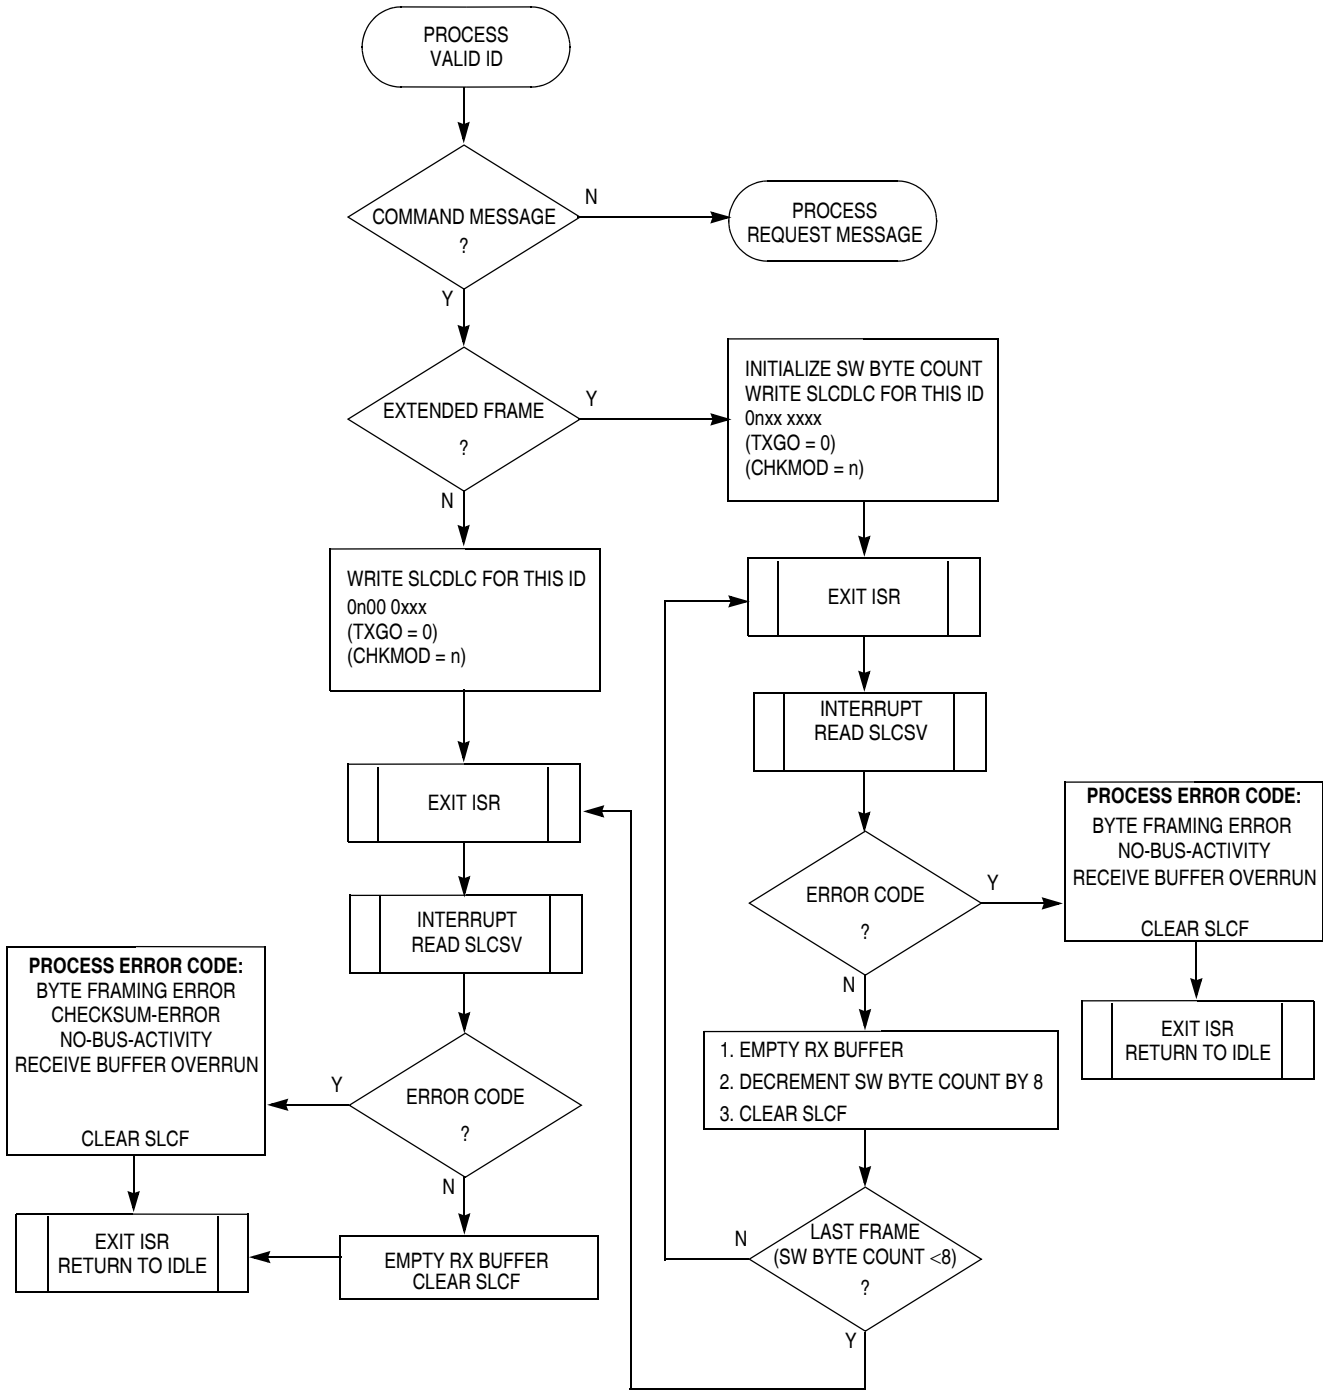 PROCESS
VALID ID
COMMAND MESSAGE
?
N
PROCESS
REQUEST MESSAGE
Y
EXTENDED FRAME
?
Y
INITIALIZE SW BYTE COUNT
WRITE SLCDLC FOR THIS ID
0nxx xxxx
(TXGO = 0)
(CHKMOD = n)
N
WRITE SLCDLC FOR THIS ID
0n00 0xxx
(TXGO = 0)
(CHKMOD = n)
EXIT ISR
INTERRUPT
READ SLCSV
EXIT ISR
INTERRUPT
READ SLCSV
ERROR CODE
?
Y
PROCESS ERROR CODE:
BYTE FRAMING ERROR
NO-BUS-ACTIVITY
RECEIVE BUFFER OVERRUN
CLEAR SLCF
EXIT ISR
RETURN TO IDLE
N
1. EMPTY RX BUFFER
2. DECREMENT SW BYTE COUNT BY 8
3. CLEAR SLCF
PROCESS ERROR CODE:
BYTE FRAMING ERROR
CHECKSUM-ERROR
NO-BUS-ACTIVITY
RECEIVE BUFFER OVERRUN
CLEAR SLCF
Y
ERROR CODE
?
N
EXIT ISR
RETURN TO IDLE
EMPTY RX BUFFER
CLEAR SLCF
N
LAST FRAME
(SW BYTE COUNT <8)
?
Y